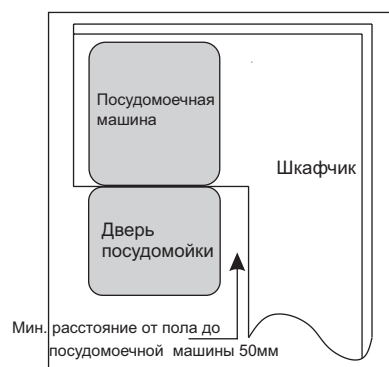 Посудомоечная
машина
Шкафчик
Дверь
посудомойки
Мин. расстояние от пола до
посудомоечной машины 50мм